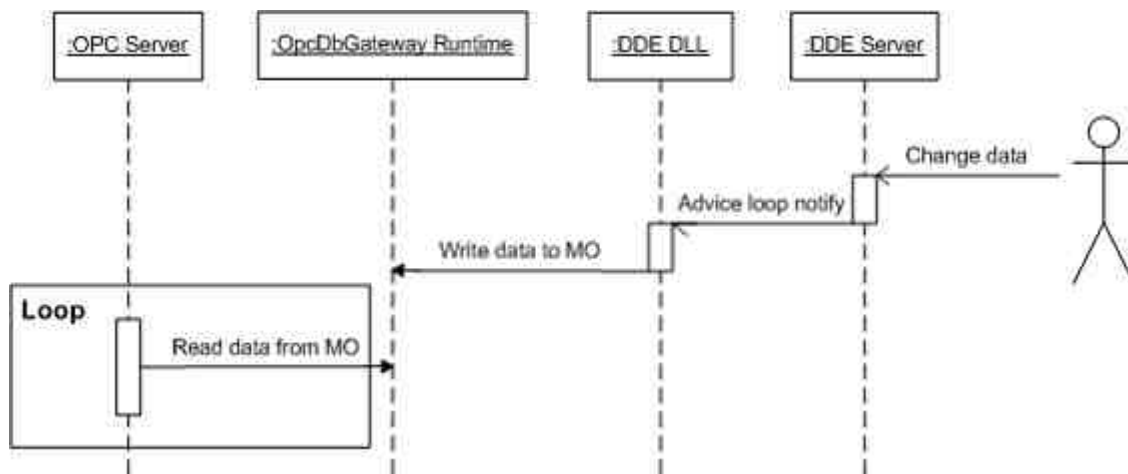 :OPC Server
:OpcDbGateway Runtime
:DDE DLL
:DDE Server
Change data
Advice loop notify
Write data to MO
Loop
Read data from MO